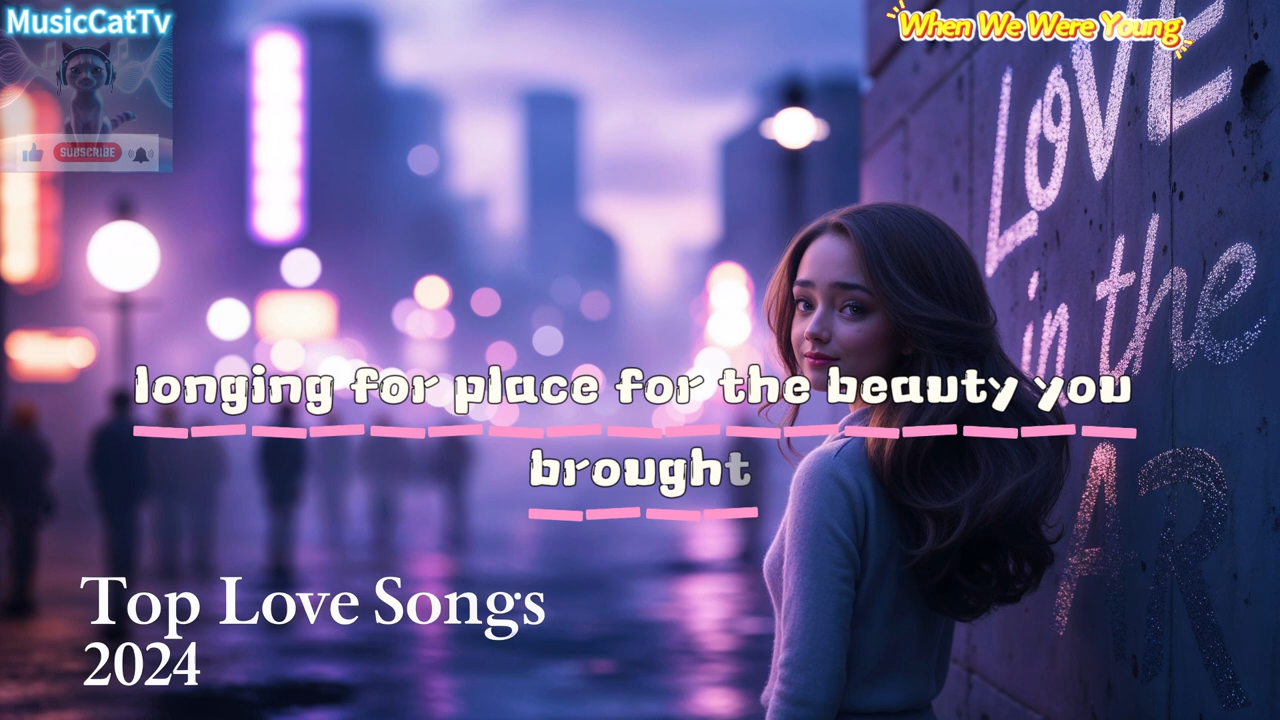 MusicCatTv
When We Were Young
SUBSCRIBE
LOVE
in the
AR
longing for place for the beauty you
brought
Top Love Songs
2024